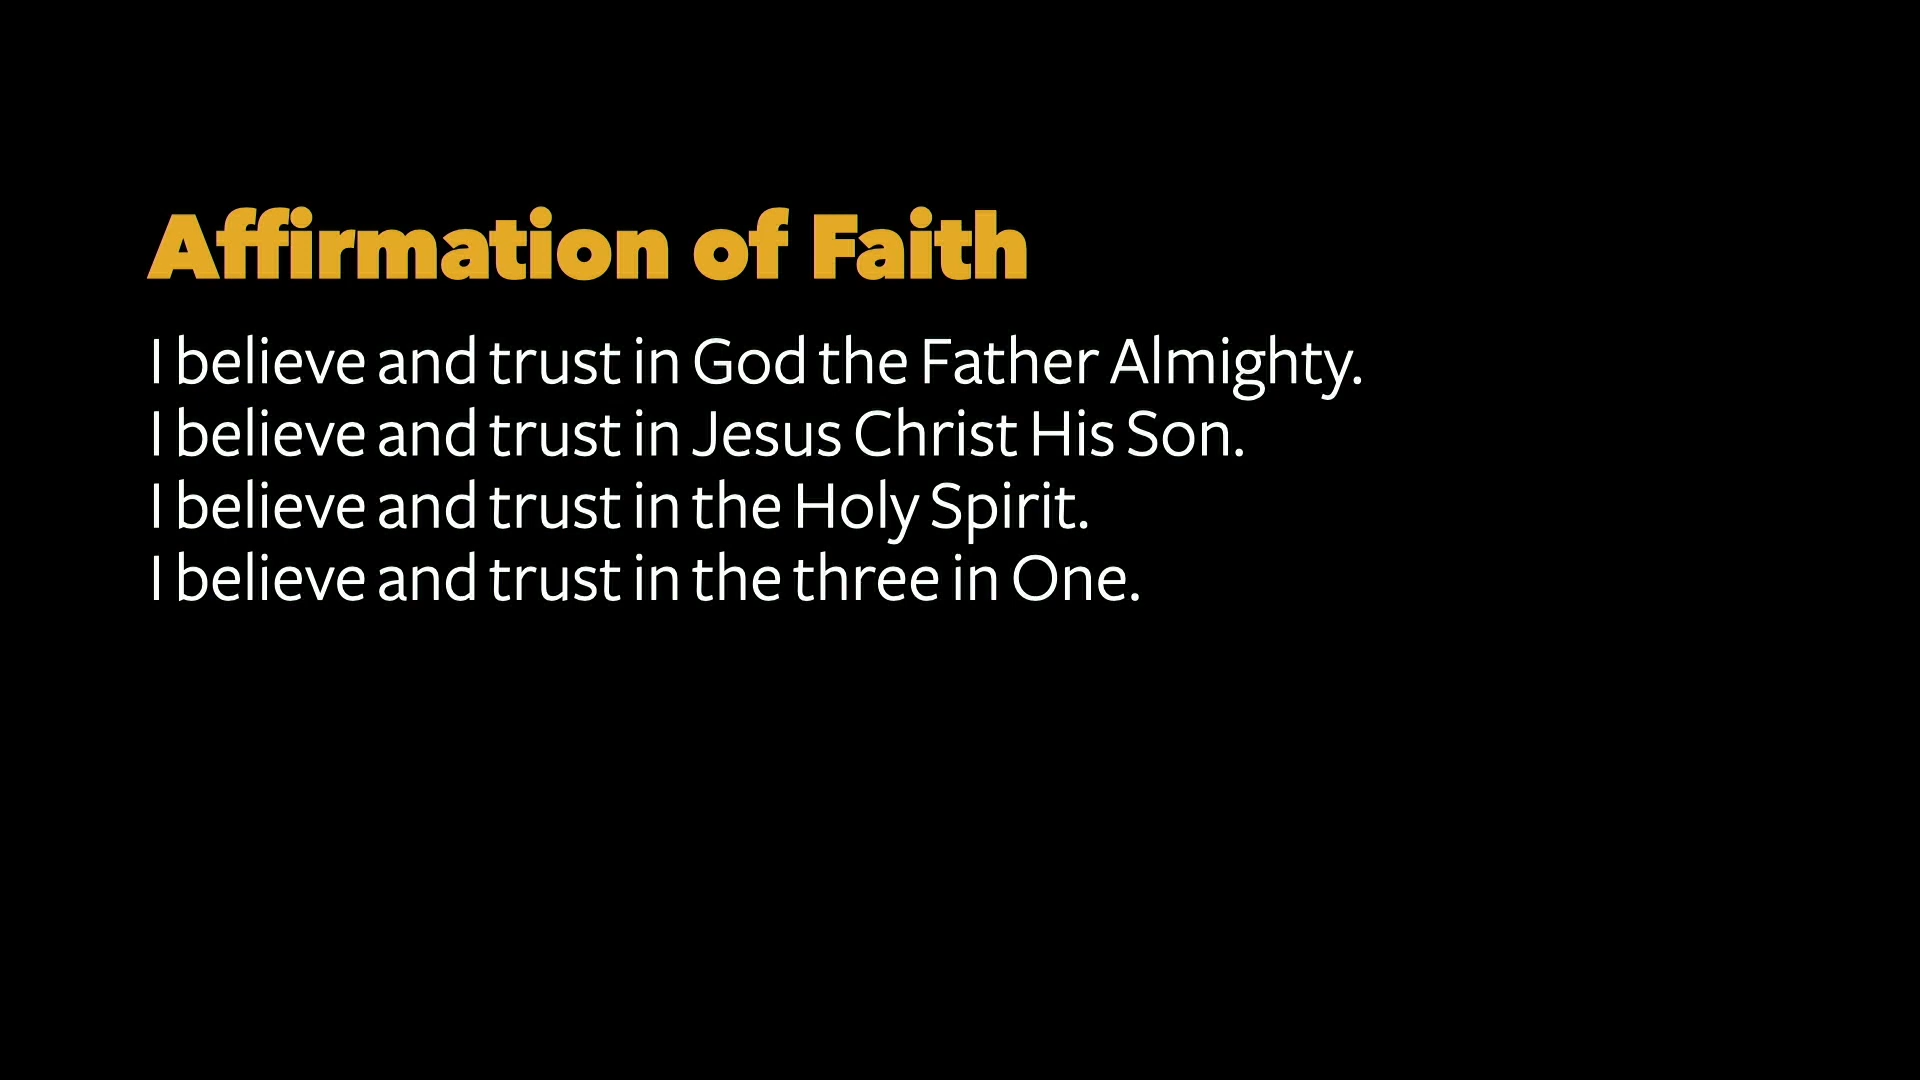 Affirmation of Faith
I believe and trust in God the Father Almighty.
I believe and trust in Jesus Christ His Son.
I believe and trust in the Holy Spirit.
I believe and trust in the three in One.